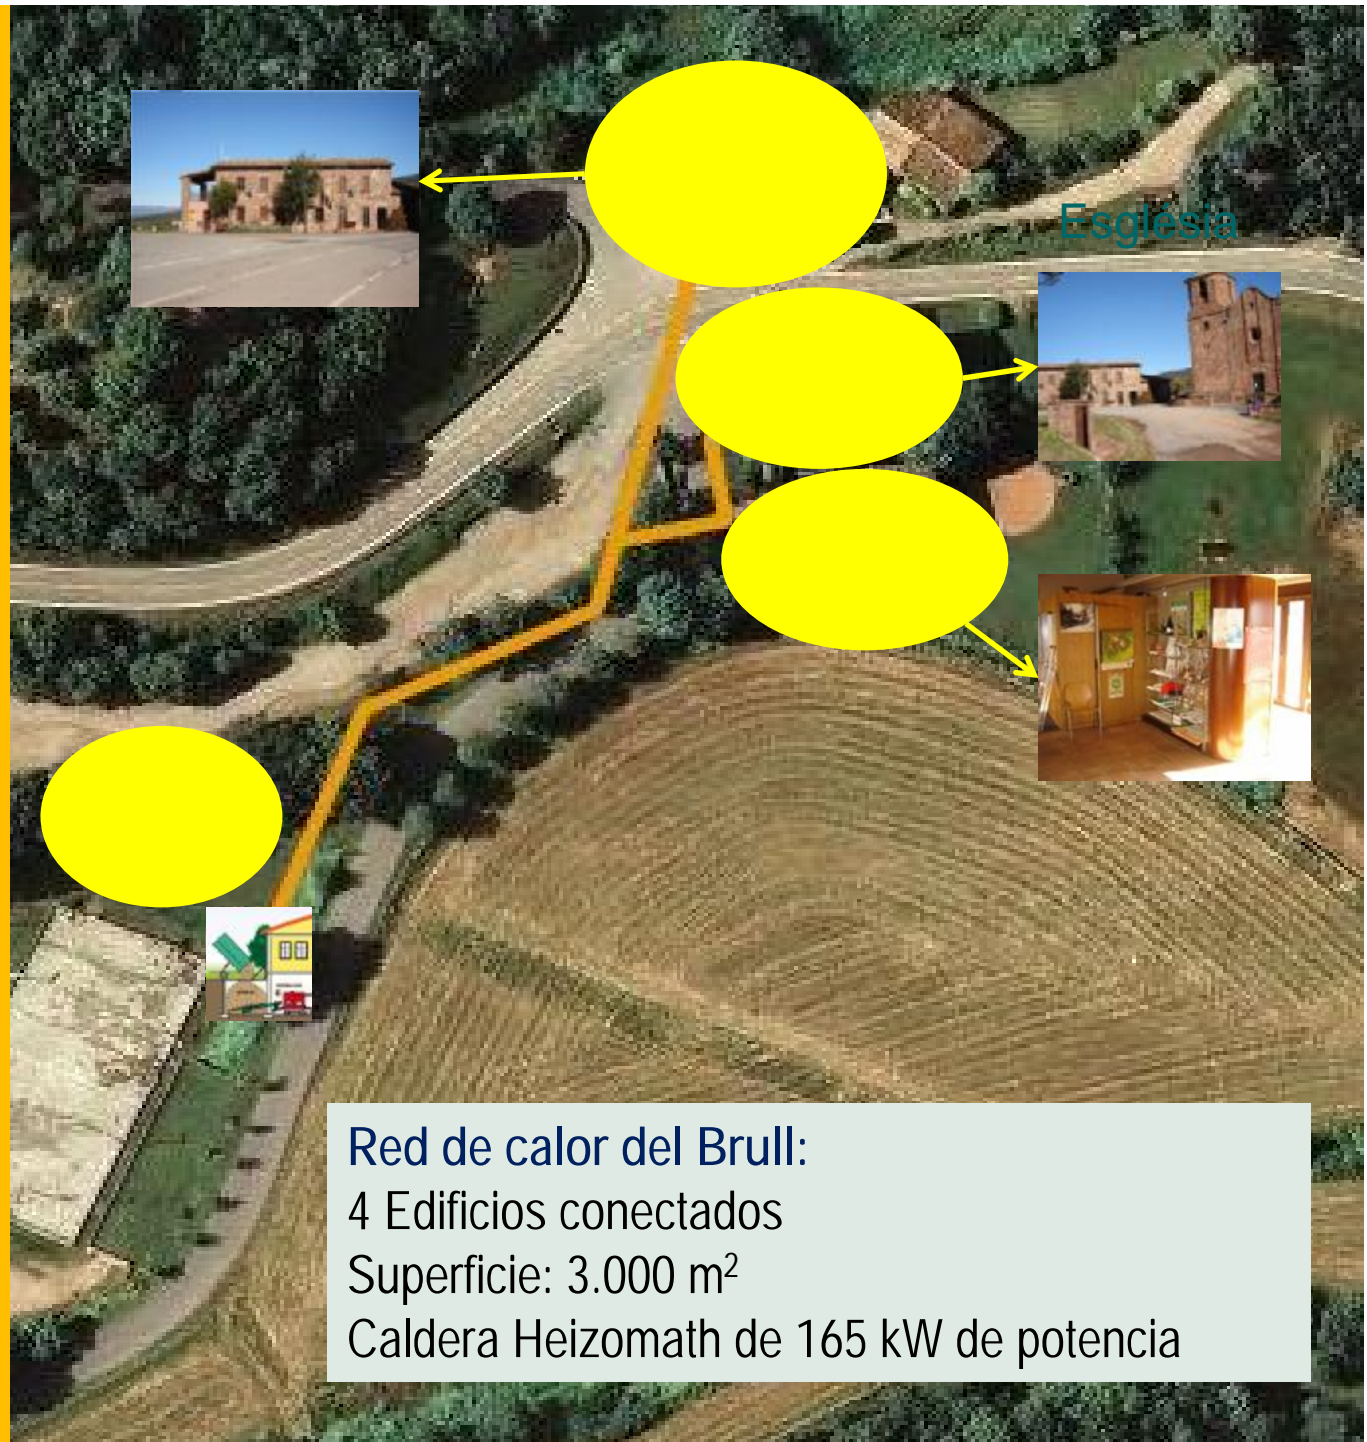 Església
Red de calor del Brull:
4 Edificios conectados
Superficie: 3.000 m²
Caldera Heizomath de 165 kW de potencia